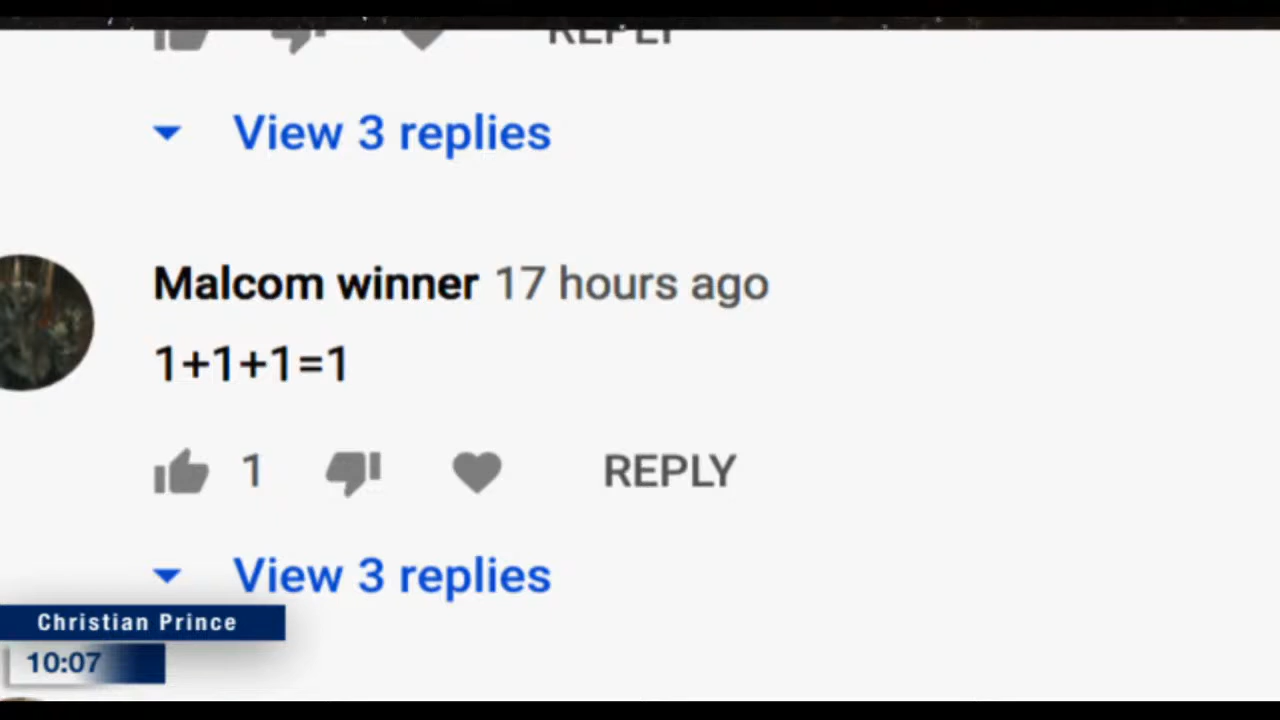 REPLY
View 3 replies
Malcom winner 17 hours ago
1+1+1=1
1
REPLY
View 3 replies
Christian Prince
10:07